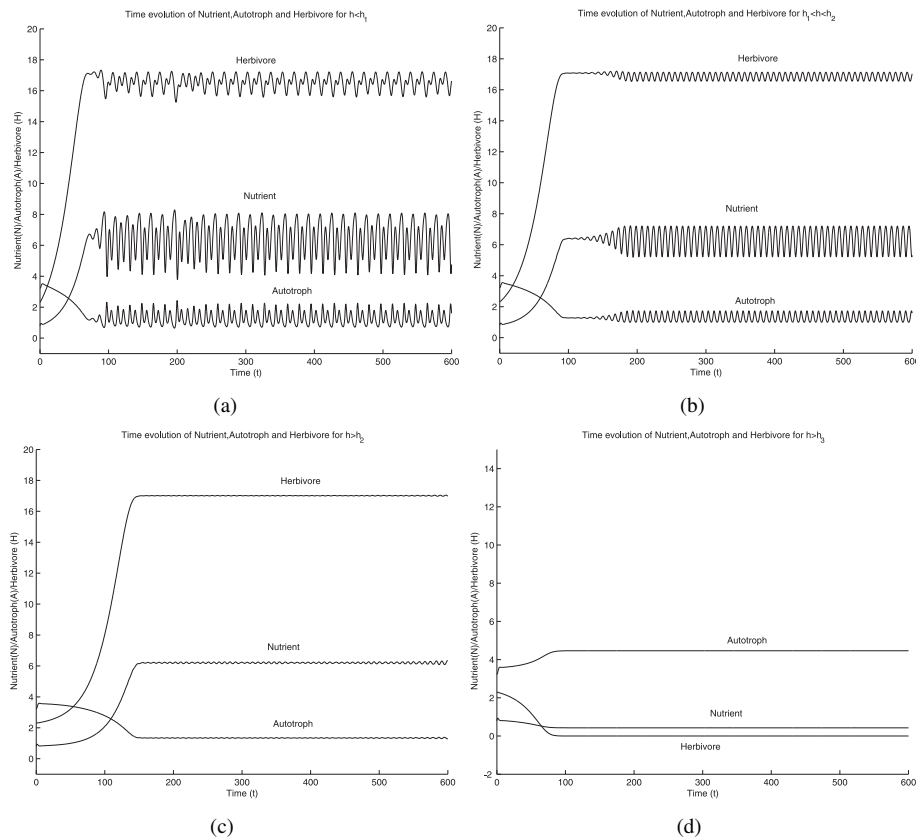 Time evolution of Nutrient,Autotroph and Herbivore for h<h1
Nutrient(N)/Autotroph(A)/Herbivore (H)
20
18
16
14
12
10
8
6
4
2
0
Herbivore
Nutrient
Autotroph
0 100 200 300 400 500 600
Time (t)
(a)
Time evolution of Nutrient,Autotroph and Herbivore for h1<h<h2
Nutrient(N)/Autotroph(A)/Herbivore (H)
20
18
16
14
12
10
8
6
4
2
0
Herbivore
Nutrient
Autotroph
0 100 200 300 400 500 600
Time (t)
(b)
Time evolution of Nutrient,Autotroph and Herbivore for h>h2
Nutrient(N)/Autotroph(A)/Herbivore (H)
20
18
16
14
12
10
8
6
4
2
0
Herbivore
Nutrient
Autotroph
0 100 200 300 400 500 600
Time (t)
(c)
Time evolution of Nutrient,Autotroph and Herbivore for h>h3
Nutrient(N)/Autotroph(A)/Herbivore (H)
14
12
10
8
6
4
2
0
-2
Autotroph
Nutrient
Herbivore
0 100 200 300 400 500 600
Time (t)
(d)